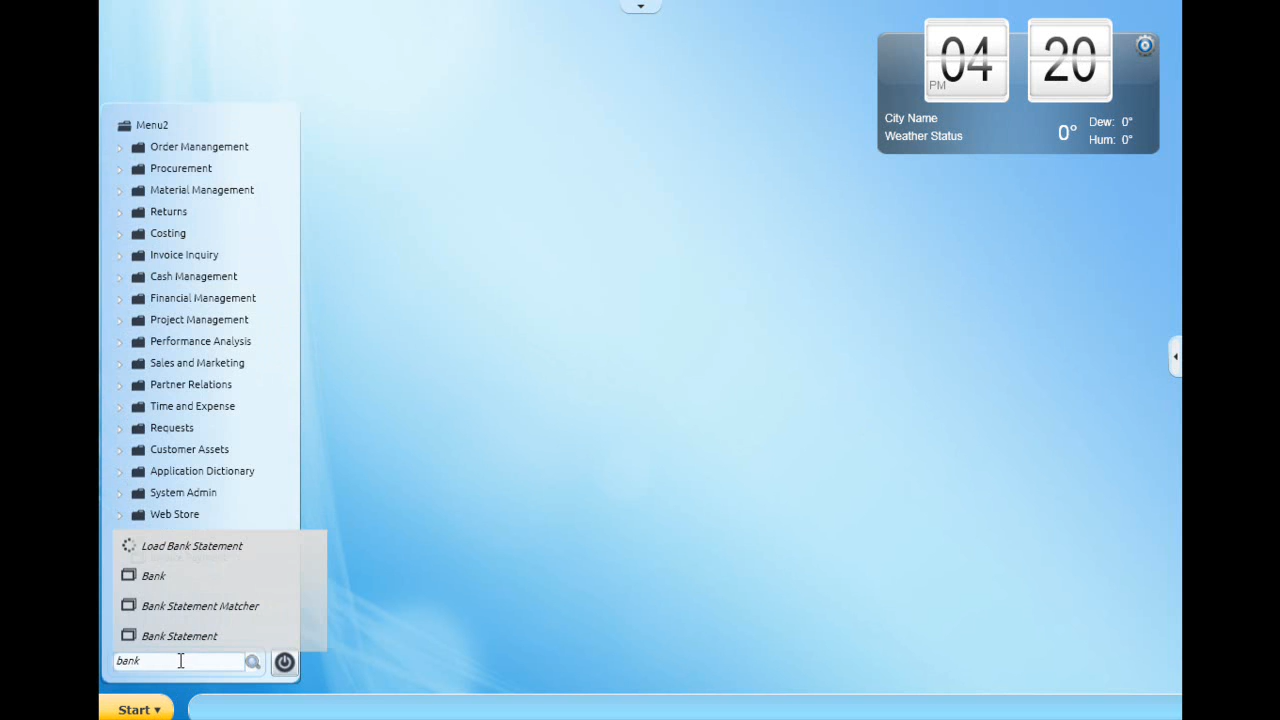 Menu2
Order Manangement
Procurement
Material Management
Returns
Costing
Invoice Inquiry
Cash Management
Financial Management
Project Management
Performance Analysis
Sales and Marketing
Partner Relations
Time and Expense
Requests
Customer Assets
Application Dictionary
System Admin
Web Store
Load Bank Statement
Bank
Bank Statement Matcher
Bank Statement
bank
Start
04 20
PM
City Name
Weather Status
0°
Dew: 0°
Hum: 0°